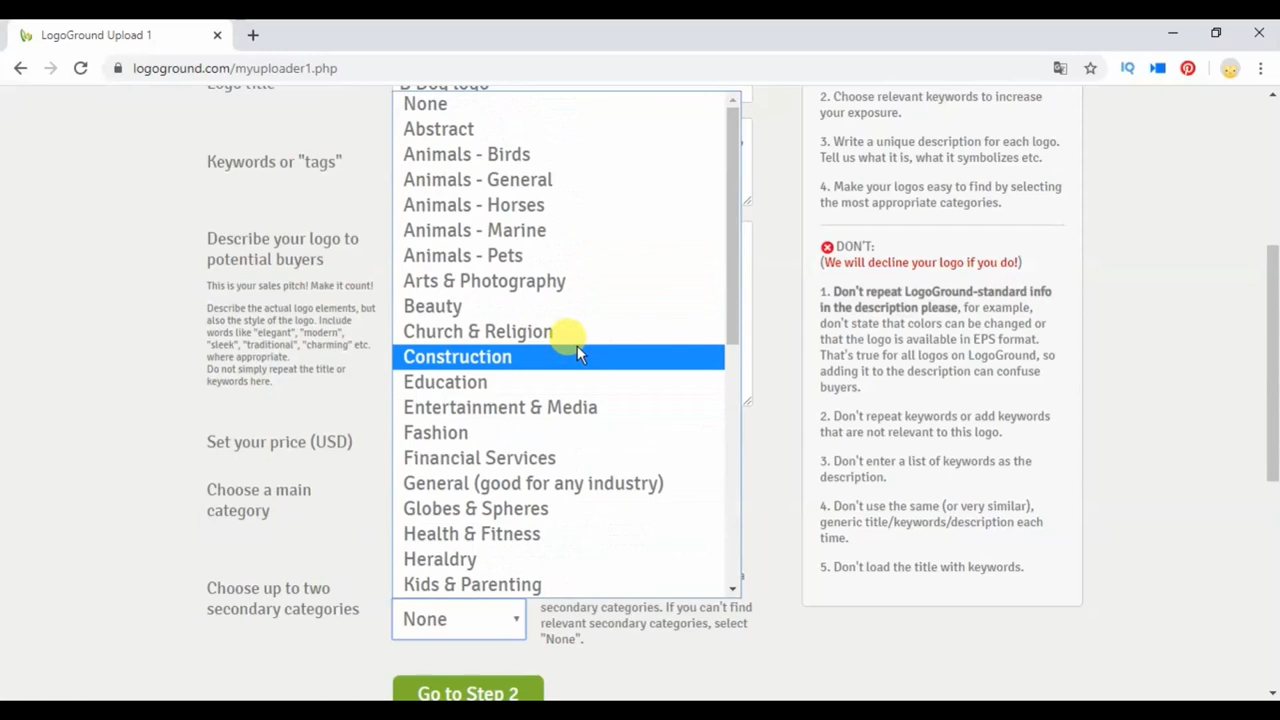 LogoGround Upload 1
logoground.com/myuploader1.php
Logo title
B Dog logo
Keywords or "tags"
Describe your logo to
potential buyers
This is your sales pitch! Make it count!
Describe the actual logo elements, but
also the style of the logo. Include
words like "elegant", "modern",
"sleek", "traditional", "charming" etc.
where appropriate.
Do not simply repeat the title or
keywords here.
Set your price (USD)
Choose a main
category
Choose up to two
secondary categories
None
Abstract
Animals - Birds
Animals - General
Animals - Horses
Animals - Marine
Animals - Pets
Arts & Photography
Beauty
Church & Religion
Construction
Education
Entertainment & Media
Fashion
Financial Services
General (good for any industry)
Globes & Spheres
Health & Fitness
Heraldry
Kids & Parenting
None
secondary categories. If you can't find
relevant secondary categories, select
"None".
Go to Step 2
2. Choose relevant keywords to increase
your exposure.
3. Write a unique description for each logo.
Tell us what it is, what it symbolizes etc.
4. Make your logos easy to find by selecting
the most appropriate categories.
DON'T:
(We will decline your logo if you do!)
1. Don't repeat LogoGround-standard info
in the description please, for example,
don't state that colors can be changed or
that the logo is available in EPS format.
That's true for all logos on LogoGround, so
adding it to the description can confuse
buyers.
2. Don't repeat keywords or add keywords
that are not relevant to this logo.
3. Don't enter a list of keywords as the
description.
4. Don't use the same (or very similar),
generic title/keywords/description each
time.
5. Don't load the title with keywords.